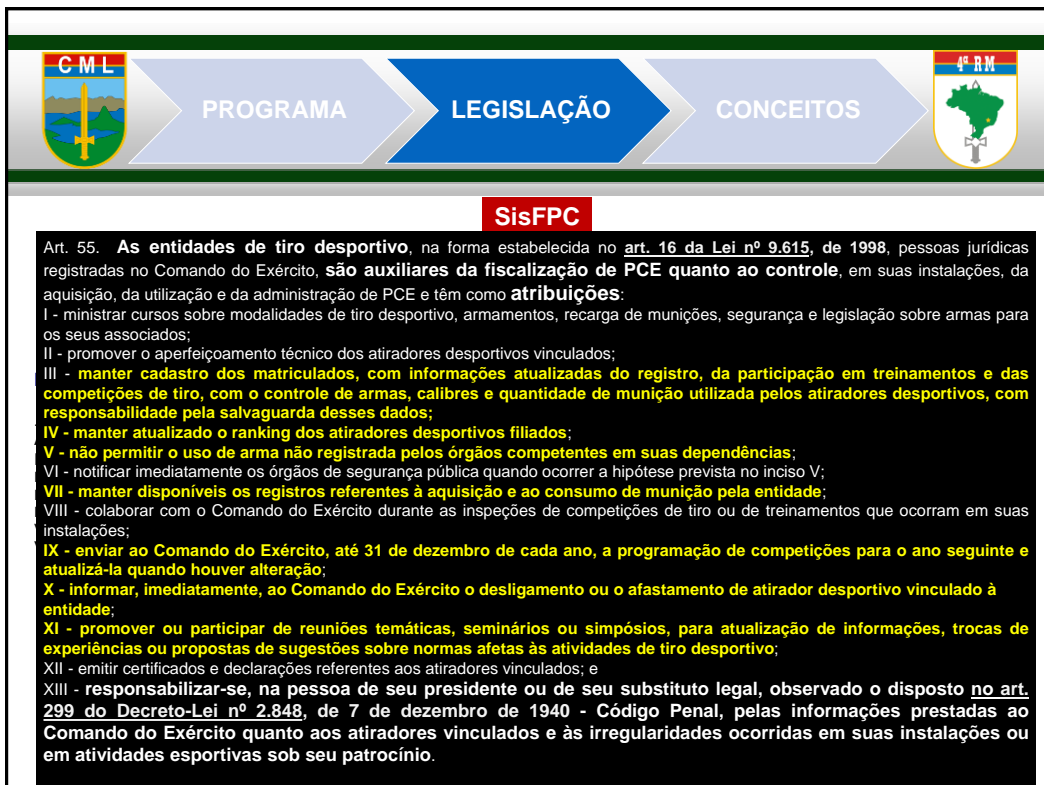 C M L
PROGRAMA
LEGISLAÇÃO
CONCEITOS
4ª RM
SisFPC
Art. 55. As entidades de tiro desportivo, na forma estabelecida no art. 16 da Lei nº 9.615, de 1998, pessoas jurídicas
registradas no Comando do Exército, são auxiliares da fiscalização de PCE quanto ao controle, em suas instalações, da
aquisição, da utilização e da administração de PCE e têm como atribuições:
I - ministrar cursos sobre modalidades de tiro desportivo, armamentos, recarga de munições, segurança e legislação sobre armas para
os seus associados;
II - promover o aperfeiçoamento técnico dos atiradores desportivos vinculados;
III - manter cadastro dos matriculados, com informações atualizadas do registro, da participação em treinamentos e das
competições de tiro, com o controle de armas, calibres e quantidade de munição utilizada pelos atiradores desportivos, com
responsabilidade pela salvaguarda desses dados;
IV - manter atualizado o ranking dos atiradores desportivos filiados;
V - não permitir o uso de arma não registrada pelos órgãos competentes em suas dependências;
VI - notificar imediatamente os órgãos de segurança pública quando ocorrer a hipótese prevista no inciso V;
VII - manter disponíveis os registros referentes à aquisição e ao consumo de munição pela entidade;
VIII - colaborar com o Comando do Exército durante as inspeções de competições de tiro ou de treinamentos que ocorram em suas
instalações;
IX - enviar ao Comando do Exército, até 31 de dezembro de cada ano, a programação de competições para o ano seguinte e
atualizá-la quando houver alteração;
X - informar, imediatamente, ao Comando do Exército o desligamento ou o afastamento de atirador desportivo vinculado à
entidade;
XI - promover ou participar de reuniões temáticas, seminários ou simpósios, para atualização de informações, trocas de
experiências ou propostas de sugestões sobre normas afetas às atividades de tiro desportivo;
XII - emitir certificados e declarações referentes aos atiradores vinculados; e
XIII - responsabilizar-se, na pessoa de seu presidente ou de seu substituto legal, observado o disposto no art.
299 do Decreto-Lei nº 2.848, de 7 de dezembro de 1940 - Código Penal, pelas informações prestadas ao
Comando do Exército quanto aos atiradores vinculados e às irregularidades ocorridas em suas instalações ou
em atividades esportivas sob seu patrocínio.